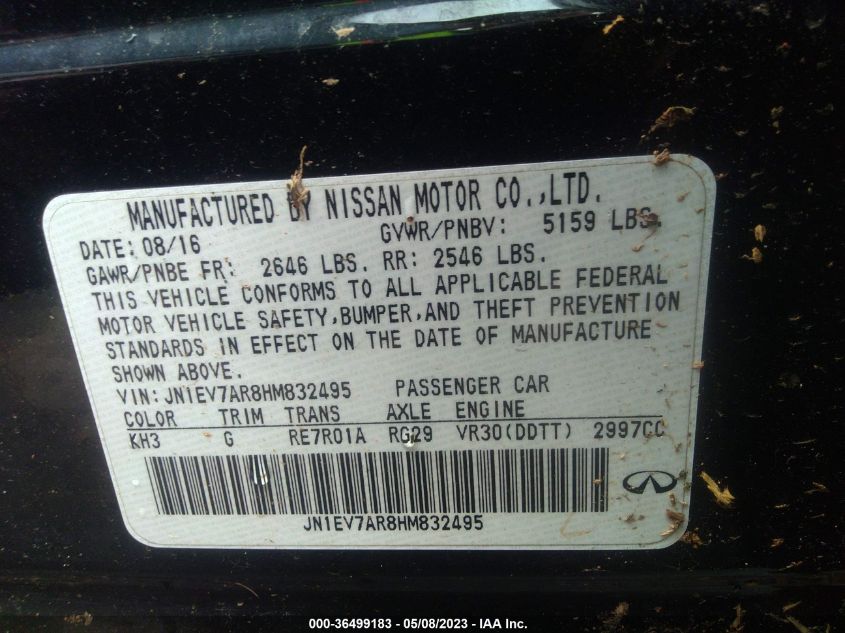 MANUFACTURED BY NISSAN MOTOR CO.,LTD.
DATE: 08/16 GVWR/PNBV: 5159 LBS.
GAWR/PNBE FR: 2646 LBS. RR: 2546 LBS.
THIS VEHICLE CONFORMS TO ALL APPLICABLE FEDERAL
MOTOR VEHICLE SAFETY,BUMPER,AND THEFT PREVENTION
STANDARDS IN EFFECT ON THE DATE OF MANUFACTURE
SHOWN ABOVE.
VIN: JN1EV7AR8HM832495 PASSENGER CAR
COLOR TRIM TRANS AXLE ENGINE
KH3 G RE7R01A RG29 VR30(DDTT) 2997CC
JN1EV7AR8HM832495
000-36499183 - 05/08/2023 - IAA Inc.